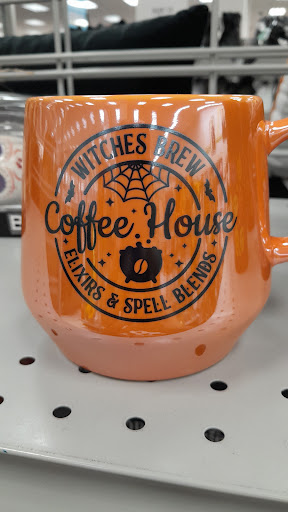 WITCHES BREW
Coffee House
ELIXIRS & SPELL BLENDS